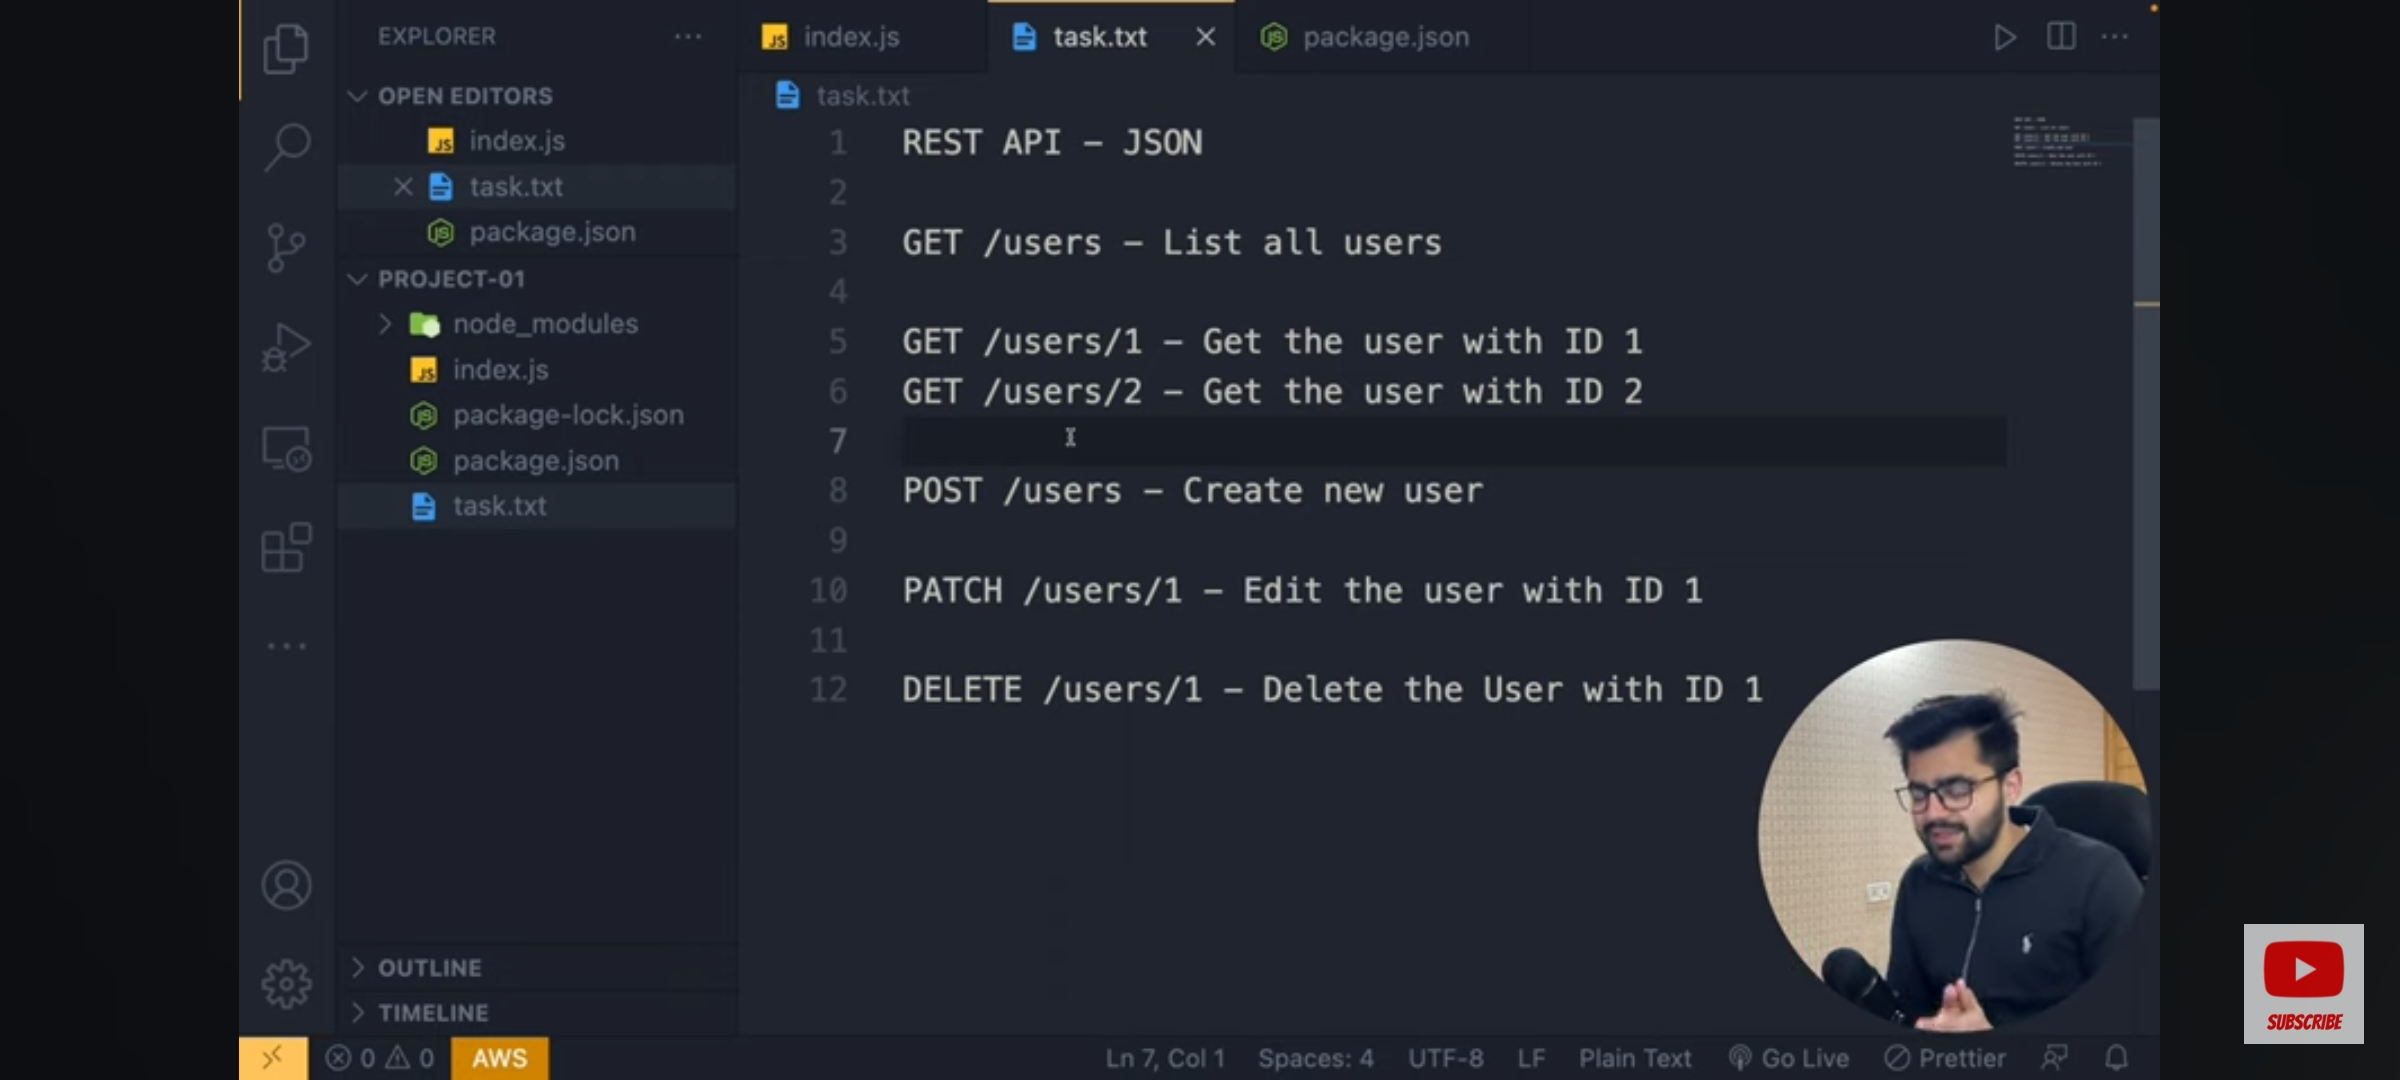 EXPLORER
OPEN EDITORS
index.js
task.txt
package.json
PROJECT-01
node_modules
index.js
package-lock.json
package.json
task.txt
OUTLINE
TIMELINE
index.js
task.txt
package.json
task.txt
1 REST API – JSON
2
3 GET /users – List all users
4
5 GET /users/1 – Get the user with ID 1
6 GET /users/2 – Get the user with ID 2
7
8 POST /users – Create new user
9
10 PATCH /users/1 – Edit the user with ID 1
11
12 DELETE /users/1 – Delete the User with ID 1
0 0 AWS Ln 7, Col 1 Spaces: 4 UTF-8 LF Plain Text Go Live Prettier
SUBSCRIBE